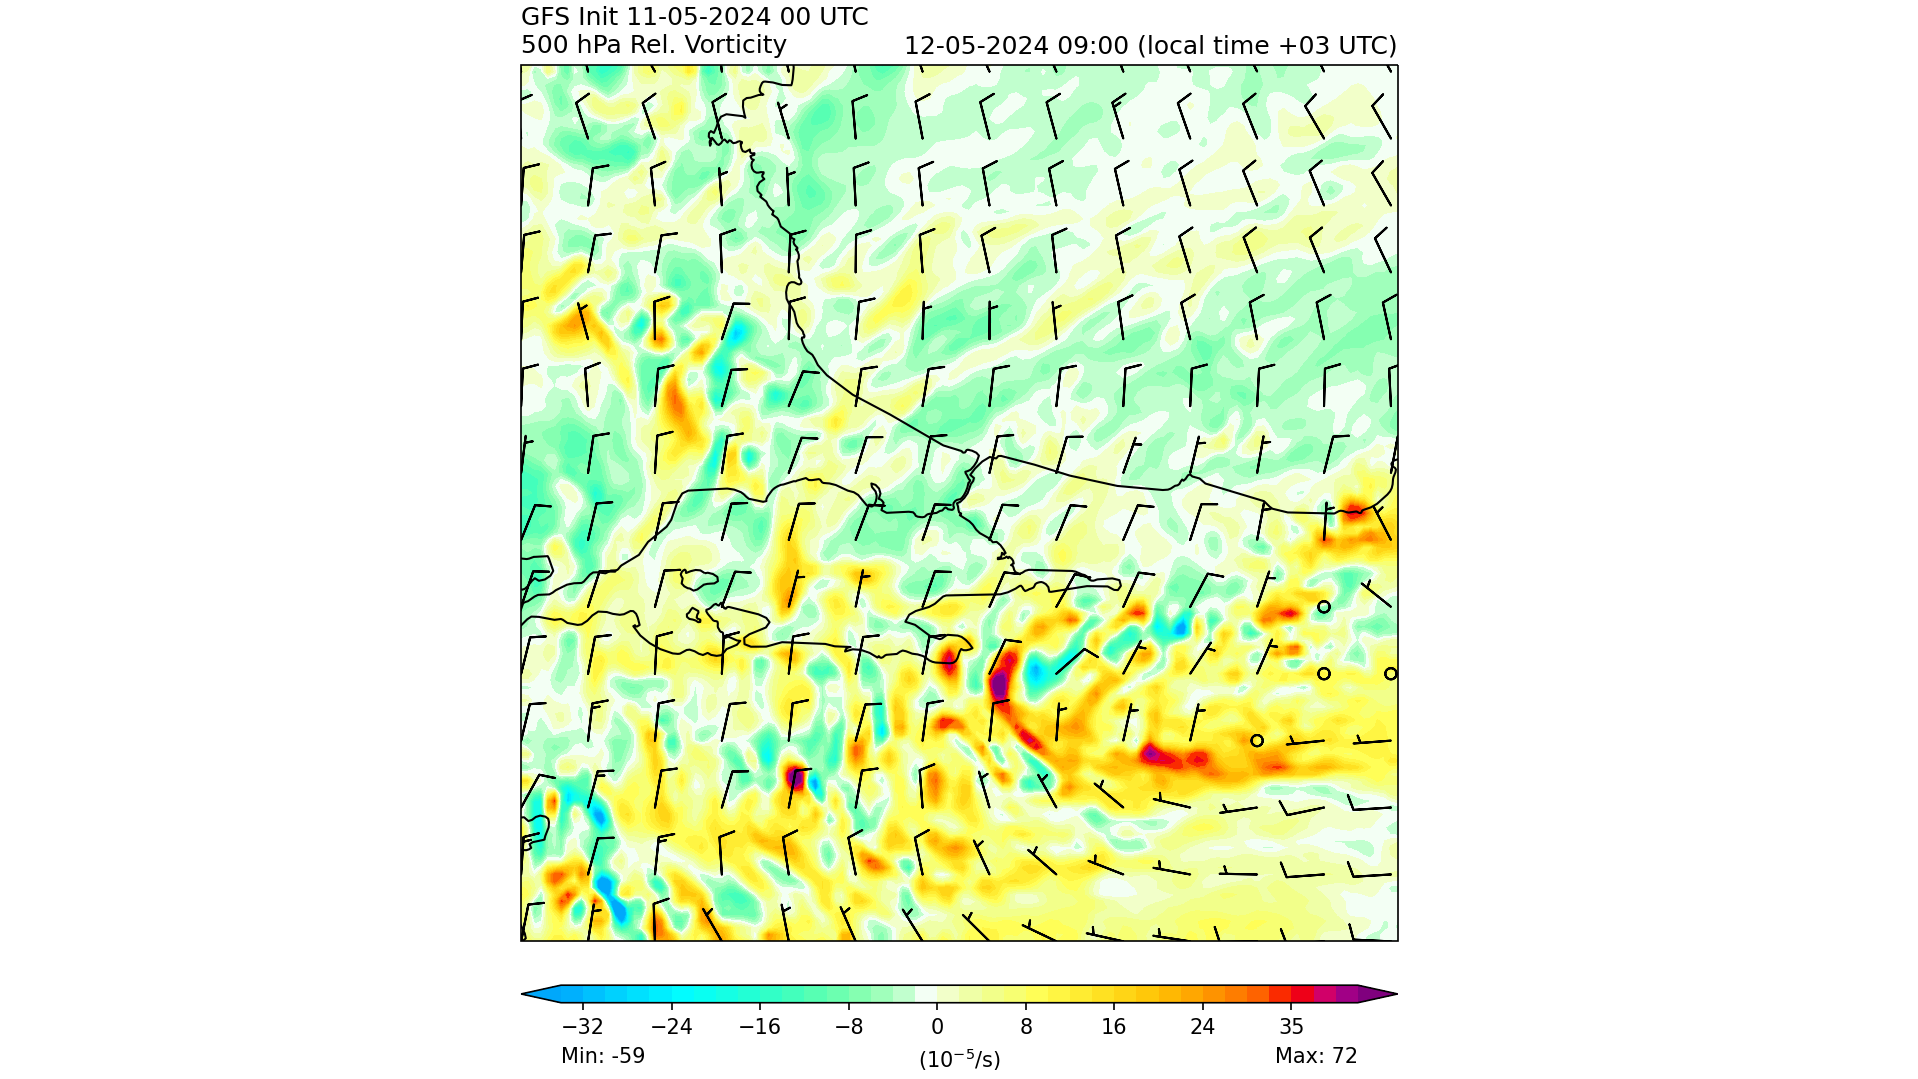 GFS Init 11-05-2024 00 UTC
500 hPa Rel. Vorticity
12-05-2024 09:00 (local time +03 UTC)
−32 −24 −16 −8 0 8 16 24 35
Min: -59 (10⁻⁵/s) Max: 72